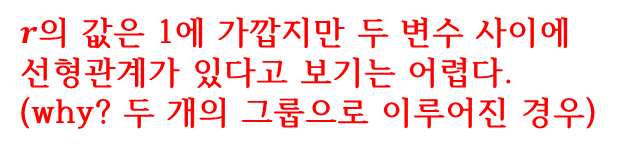 r의 값은 1에 가깝지만 두 변수 사이에
선형관계가 있다고 보기는 어렵다.
(why? 두 개의 그룹으로 이루어진 경우)